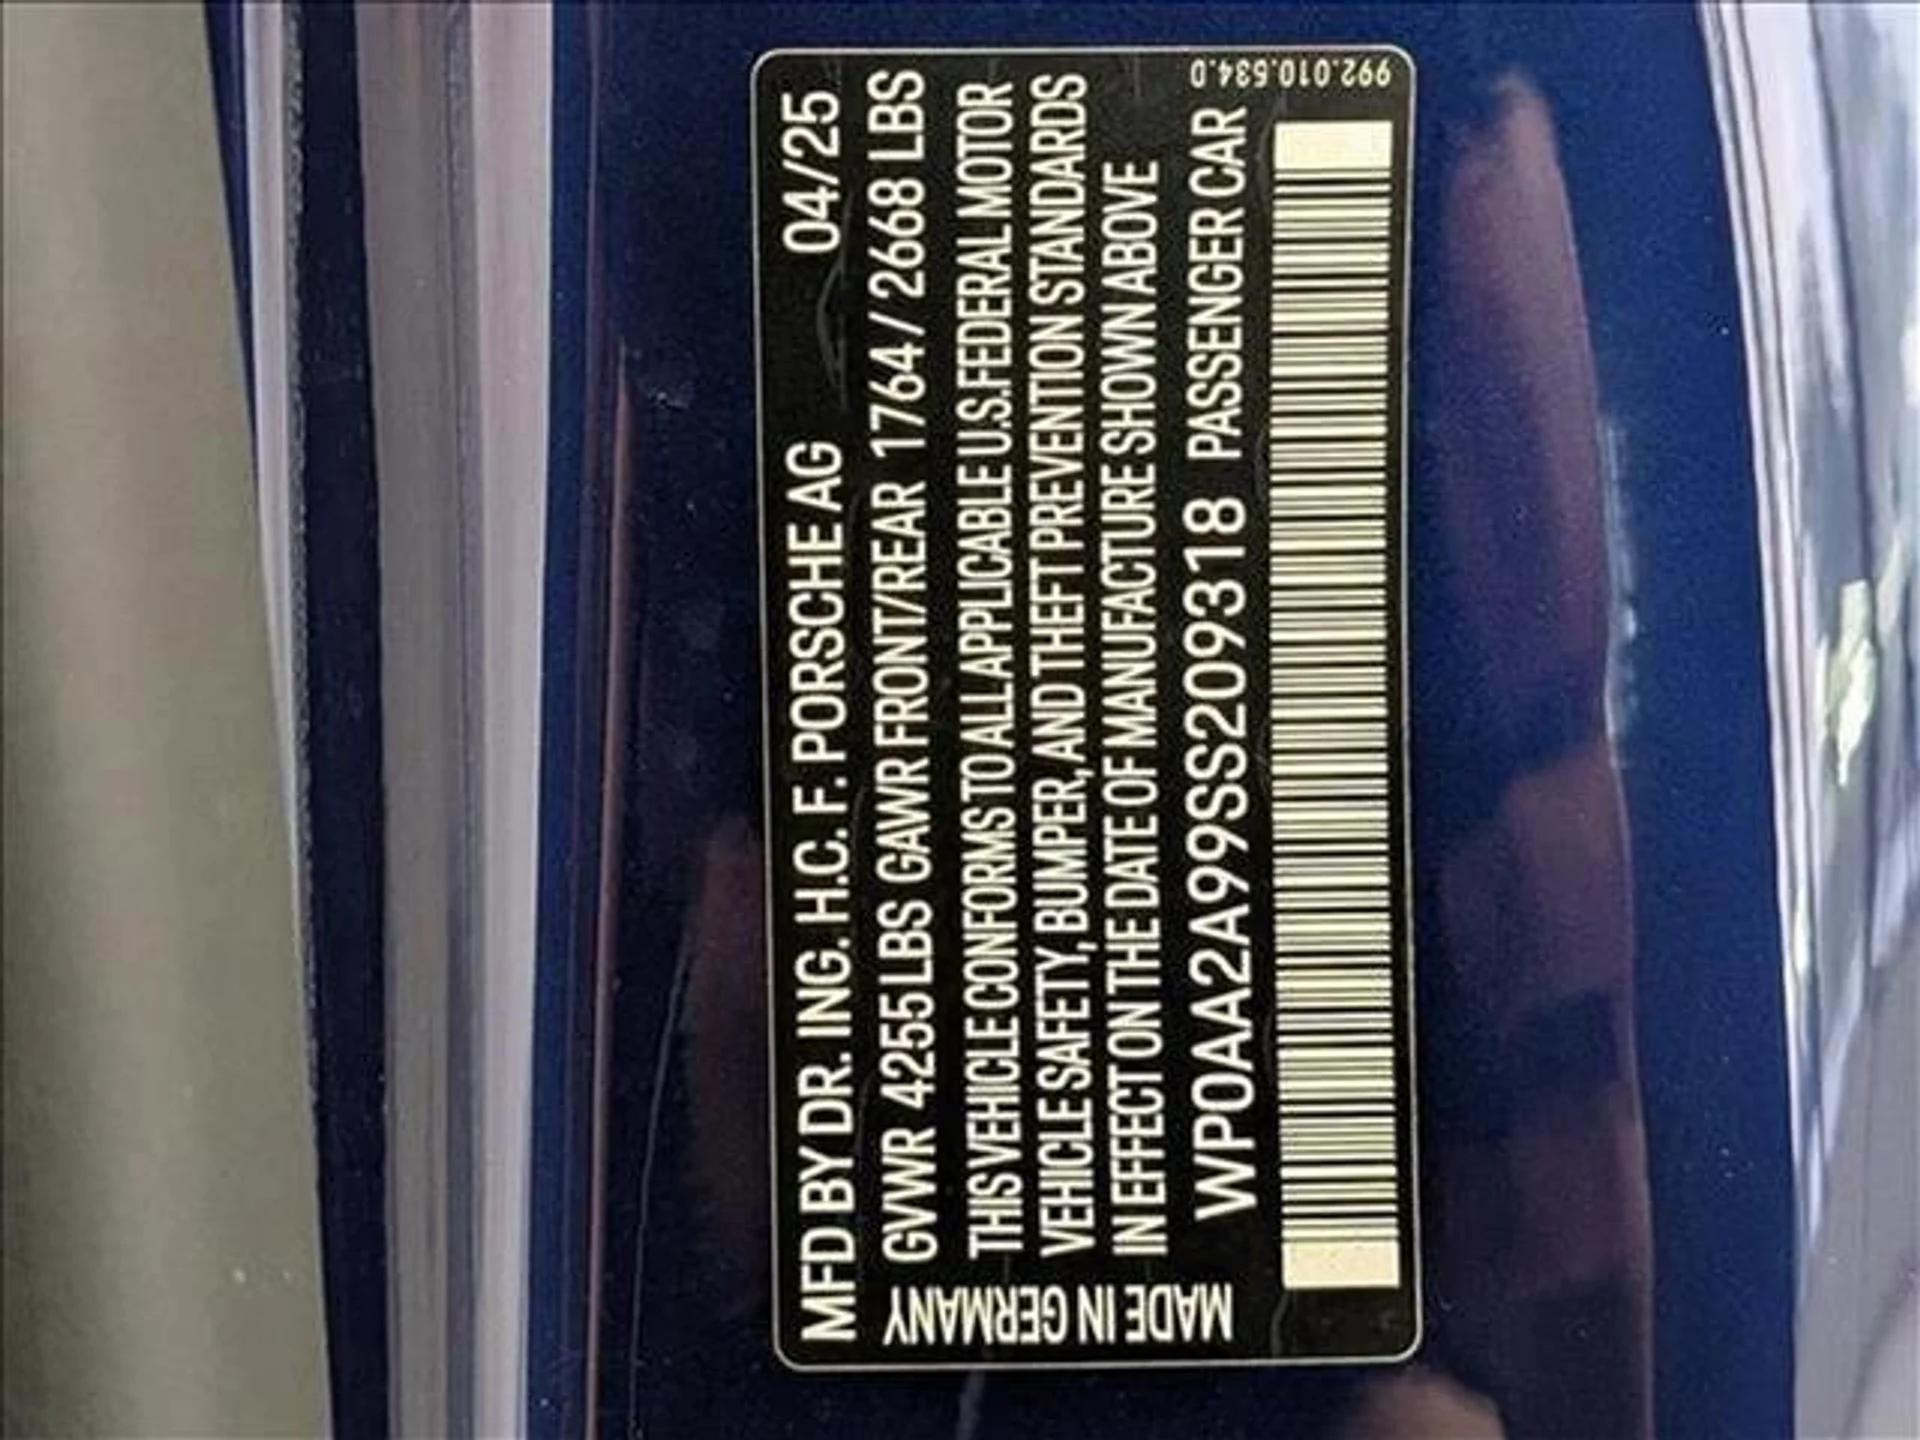 MFD BY DR. ING. H.C. F. PORSCHE AG 04/25
GVWR 4255 LBS GAWR FRONT/REAR 1764 / 2668 LBS
THIS VEHICLE CONFORMS TO ALL APPLICABLE U.S. FEDERAL MOTOR
VEHICLE SAFETY, BUMPER, AND THEFT PREVENTION STANDARDS
IN EFFECT ON THE DATE OF MANUFACTURE SHOWN ABOVE
WP0AA2A99SS209318 PASSENGER CAR
MADE IN GERMANY
992.010.534.D